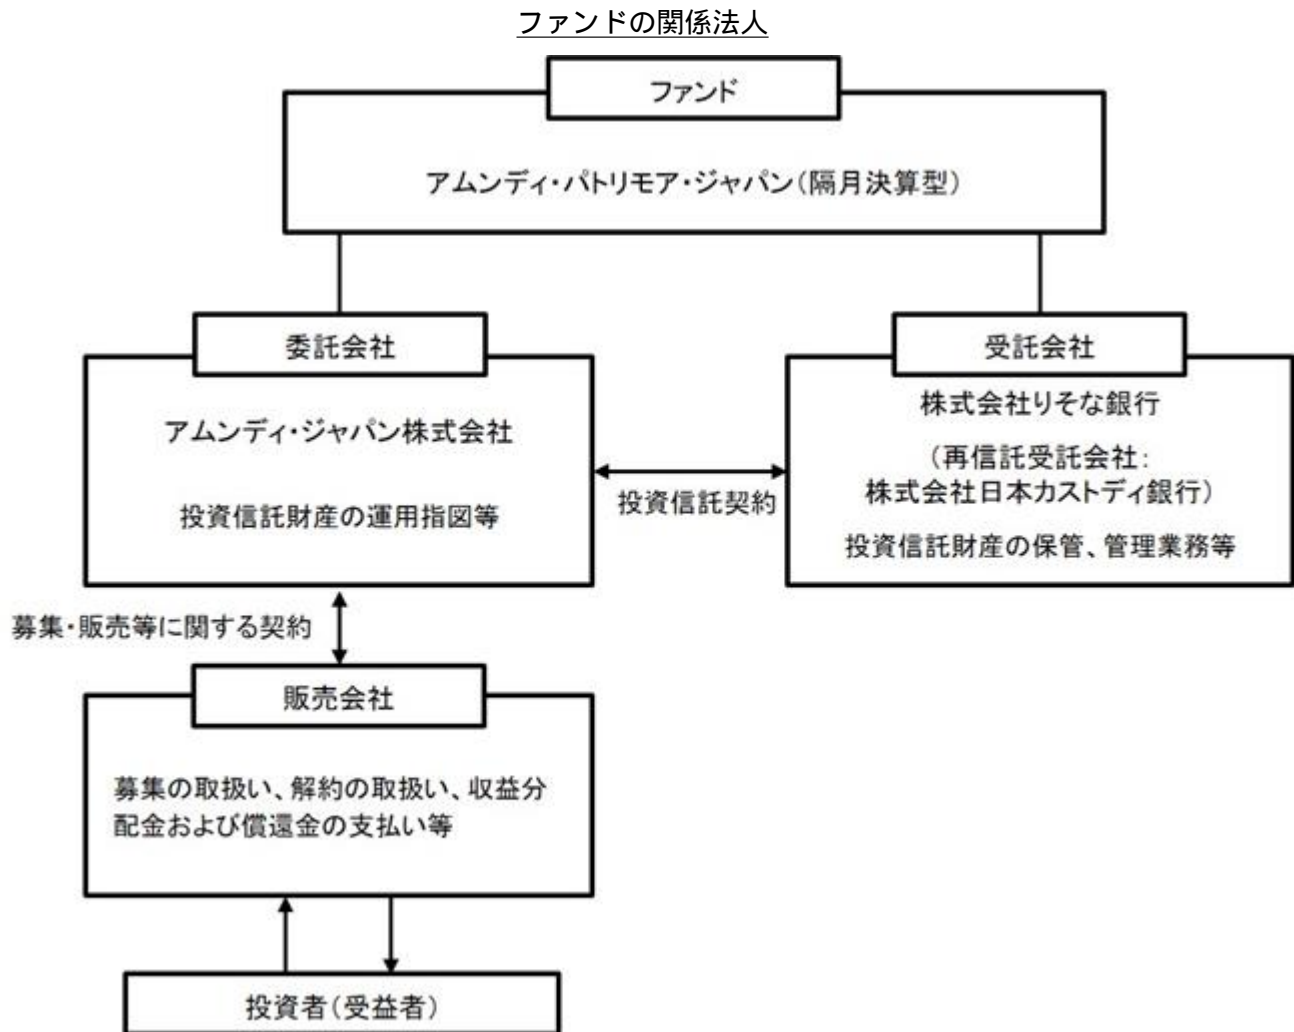 ファンドの関係法人
ファンド
アムンディ・パトリモア・ジャパン(隔月決算型)
委託会社
アムンディ・ジャパン株式会社
投資信託財産の運用指図等
投資信託契約
受託会社
株式会社りそな銀行
(再信託受託会社:
株式会社日本カストディ銀行)
投資信託財産の保管、管理業務等
募集・販売等に関する契約
販売会社
募集の取扱い、解約の取扱い、収益分
配金および償還金の支払い等
投資者(受益者)